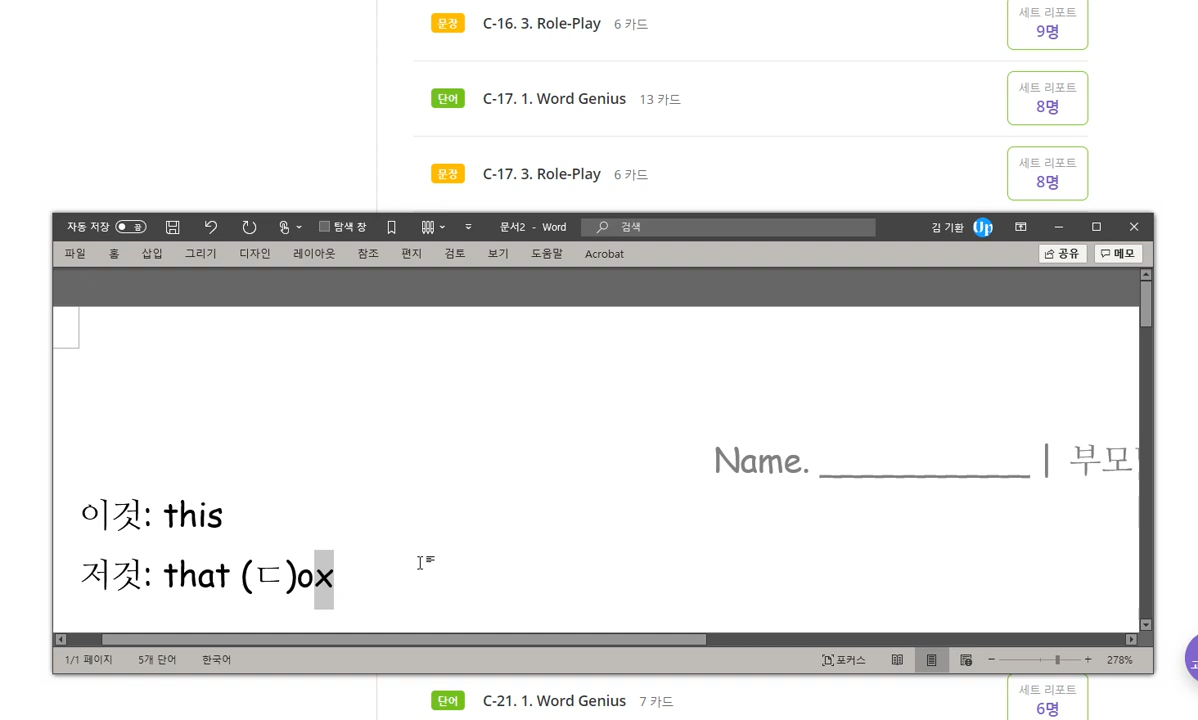 문장 C-16. 3. Role-Play 6 카드 세트 리포트
9명
단어 C-17. 1. Word Genius 13 카드 세트 리포트
8명
문장 C-17. 3. Role-Play 6 카드 세트 리포트
8명
자동 저장 끔 탐색 창 문서2 - Word 검색 김 기환 Up
파일 홈 삽입 그리기 디자인 레이아웃 참조 편지 검토 보기 도움말 Acrobat 공유 메모
Name. ____________ | 부모
이것: this
저것: that (ㄷ)ox
1/1 페이지 5개 단어 한국어 포커스 278%
단어 C-21. 1. Word Genius 7 카드 세트 리포트
6명